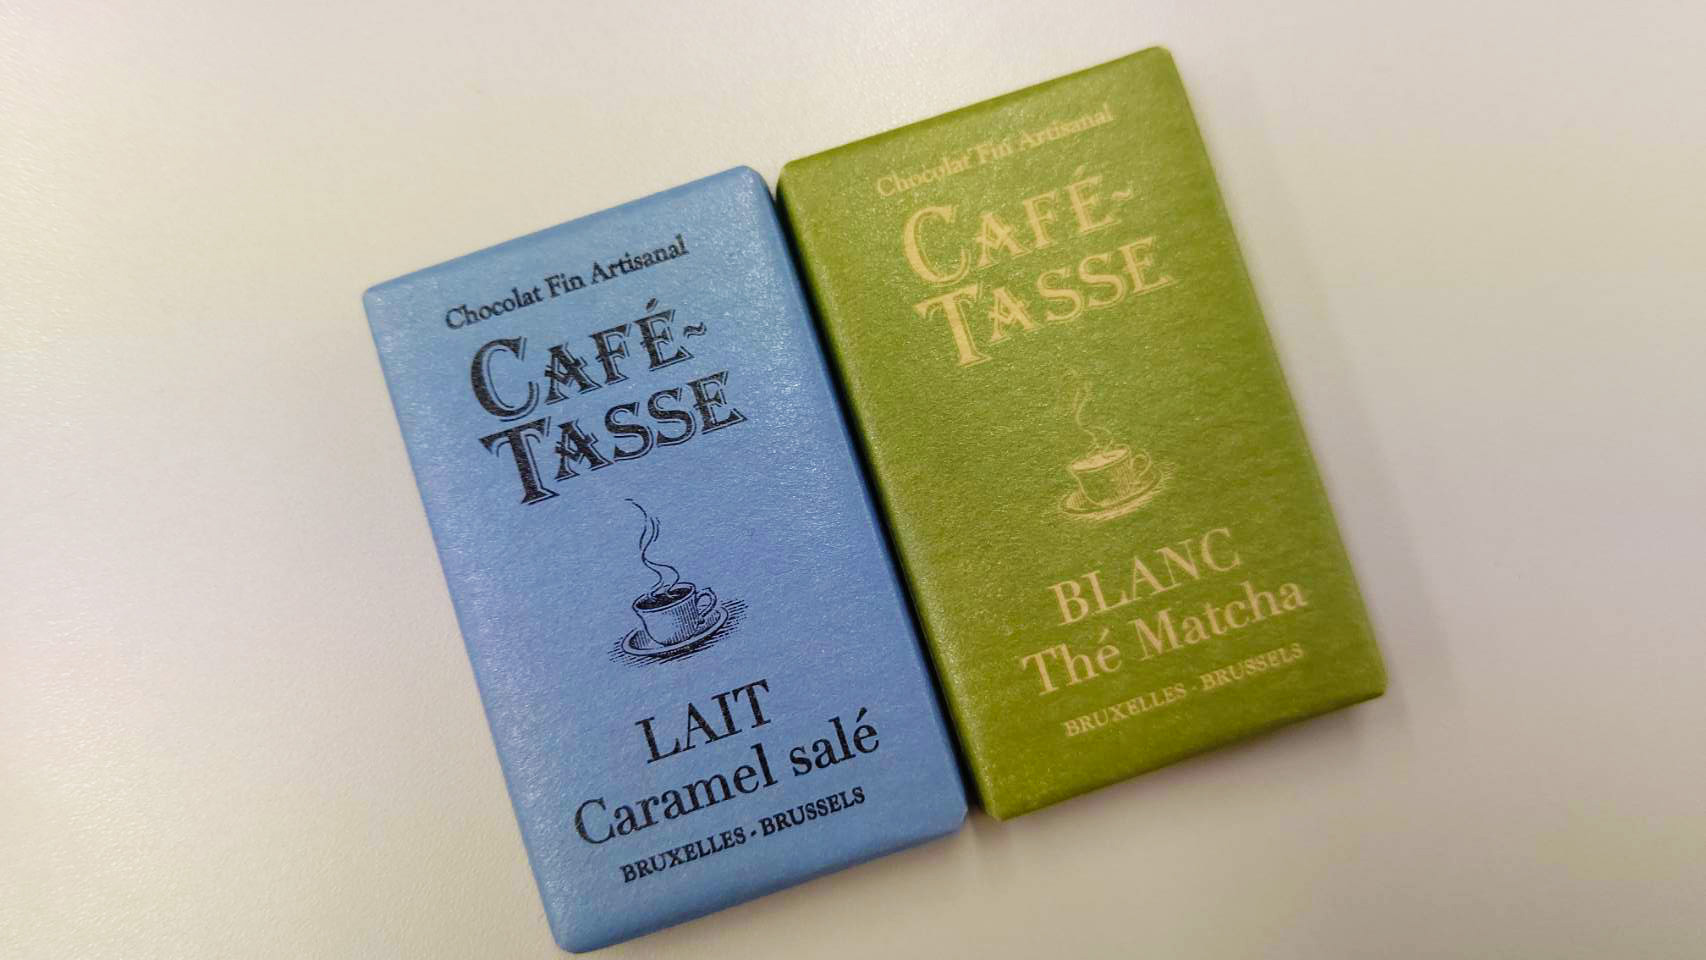 Chocolat Fin Artisanal
CAFÉ-
TASSE
LAIT
Caramel salé
BRUXELLES - BRUSSELS
Chocolat Fin Artisanal
CAFÉ-
TASSE
BLANC
Thé Matcha
BRUXELLES - BRUSSELS